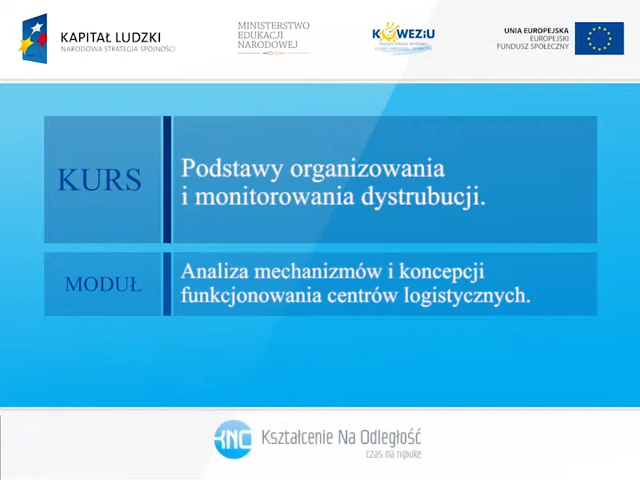 KAPITAŁ LUDZKI
NARODOWA STRATEGIA SPÓJNOŚCI
MINISTERSTWO
EDUKACJI
NARODOWEJ
KOWEZiU
UNIA EUROPEJSKA
EUROPEJSKI
FUNDUSZ SPOŁECZNY
KURS
Podstawy organizowania
i monitorowania dystrubucji.
MODUŁ
Analiza mechanizmów i koncepcji
funkcjonowania centrów logistycznych.
KNO Kształcenie Na Odległość
czas na n@ukę